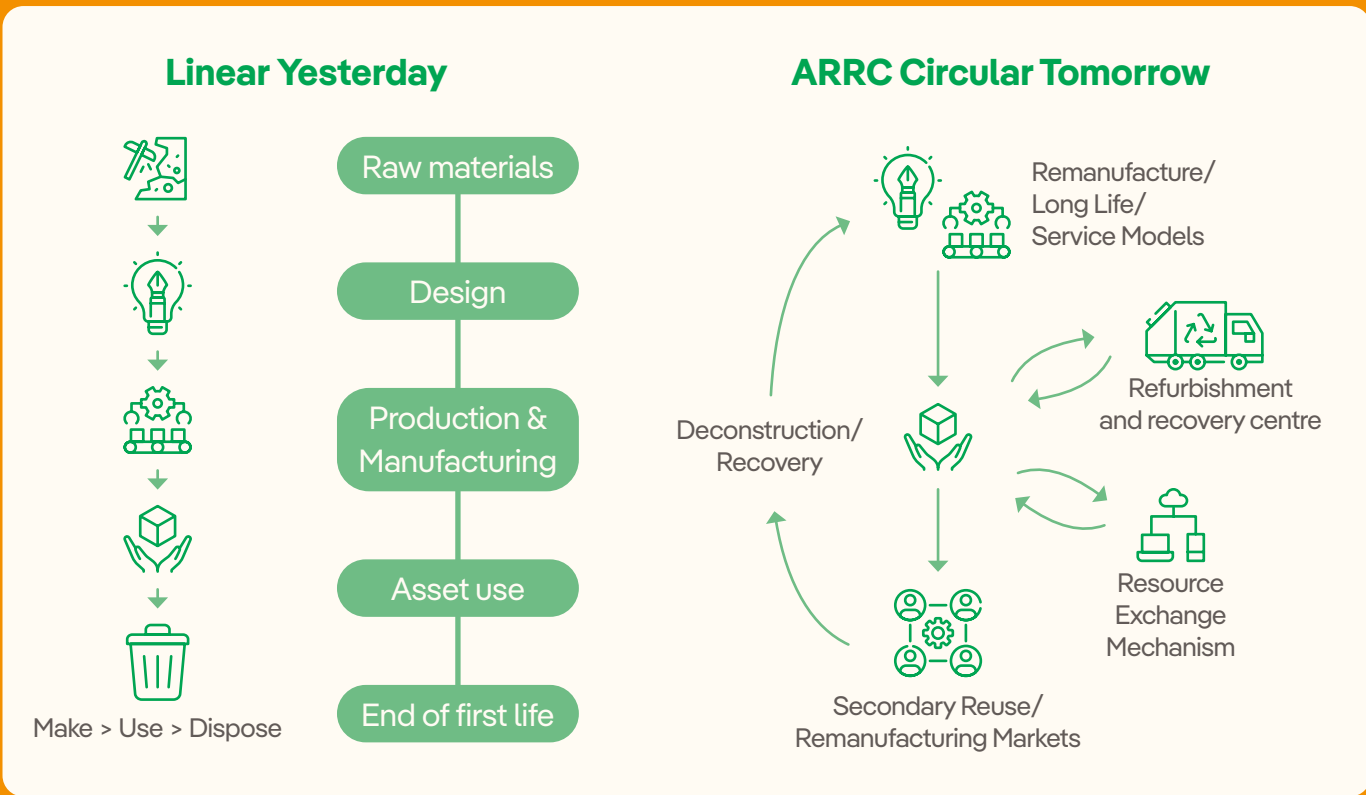 Linear Yesterday
Raw materials
Design
Production &
Manufacturing
Asset use
End of first life
Make > Use > Dispose
ARRC Circular Tomorrow
Remanufacture/
Long Life/
Service Models
Refurbishment
and recovery centre
Deconstruction/
Recovery
Resource
Exchange
Mechanism
Secondary Reuse/
Remanufacturing Markets